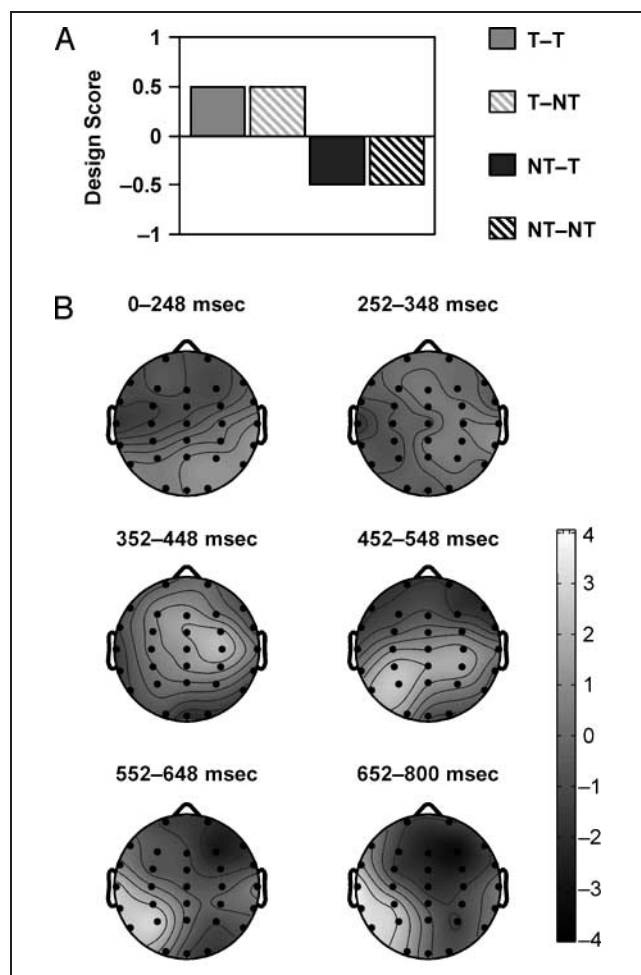 A
Design Score
1
0.5
0
−0.5
−1
T–T
T–NT
NT–T
NT–NT
B
0–248 msec
252–348 msec
352–448 msec
452–548 msec
552–648 msec
652–800 msec
4
3
2
1
0
−1
−2
−3
−4